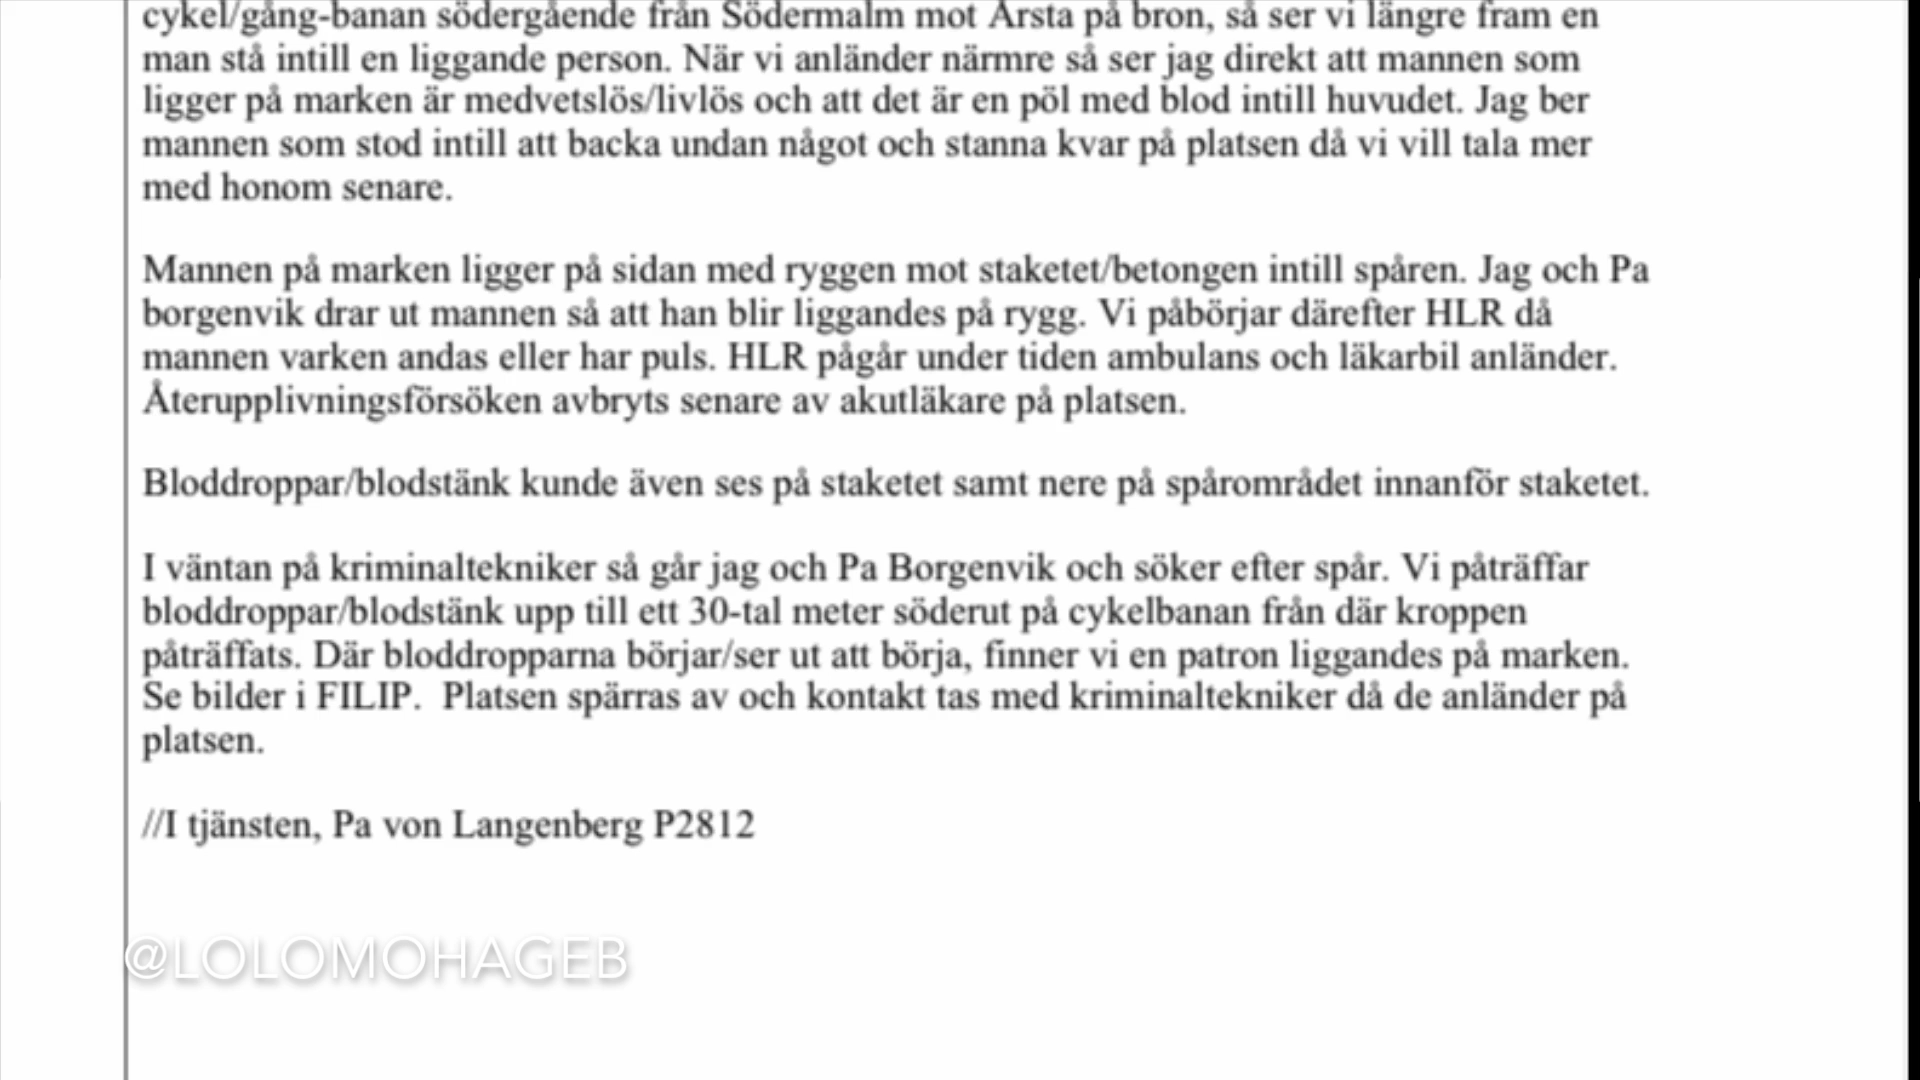 cykel/gång-banan södergående från Södermalm mot Årsta på bron, så ser vi längre fram en
man stå intill en liggande person. När vi anländer närmre så ser jag direkt att mannen som
ligger på marken är medvetslös/livlös och att det är en pöl med blod intill huvudet. Jag ber
mannen som stod intill att backa undan något och stanna kvar på platsen då vi vill tala mer
med honom senare.
Mannen på marken ligger på sidan med ryggen mot staketet/betongen intill spåren. Jag och Pa
borgenvik drar ut mannen så att han blir liggandes på rygg. Vi påbörjar därefter HLR då
mannen varken andas eller har puls. HLR pågår under tiden ambulans och läkarbil anländer.
Återupplivningsförsöken avbryts senare av akutläkare på platsen.
Bloddroppar/blodstänk kunde även ses på staketet samt nere på spårområdet innanför staketet.
I väntan på kriminaltekniker så går jag och Pa Borgenvik och söker efter spår. Vi påträffar
bloddroppar/blodstänk upp till ett 30-tal meter söderut på cykelbanan från där kroppen
påträffats. Där bloddropparna börjar/ser ut att börja, finner vi en patron liggandes på marken.
Se bilder i FILIP.  Platsen spärras av och kontakt tas med kriminaltekniker då de anländer på
platsen.
//I tjänsten, Pa von Langenberg P2812
@LOLOMOHAGEB